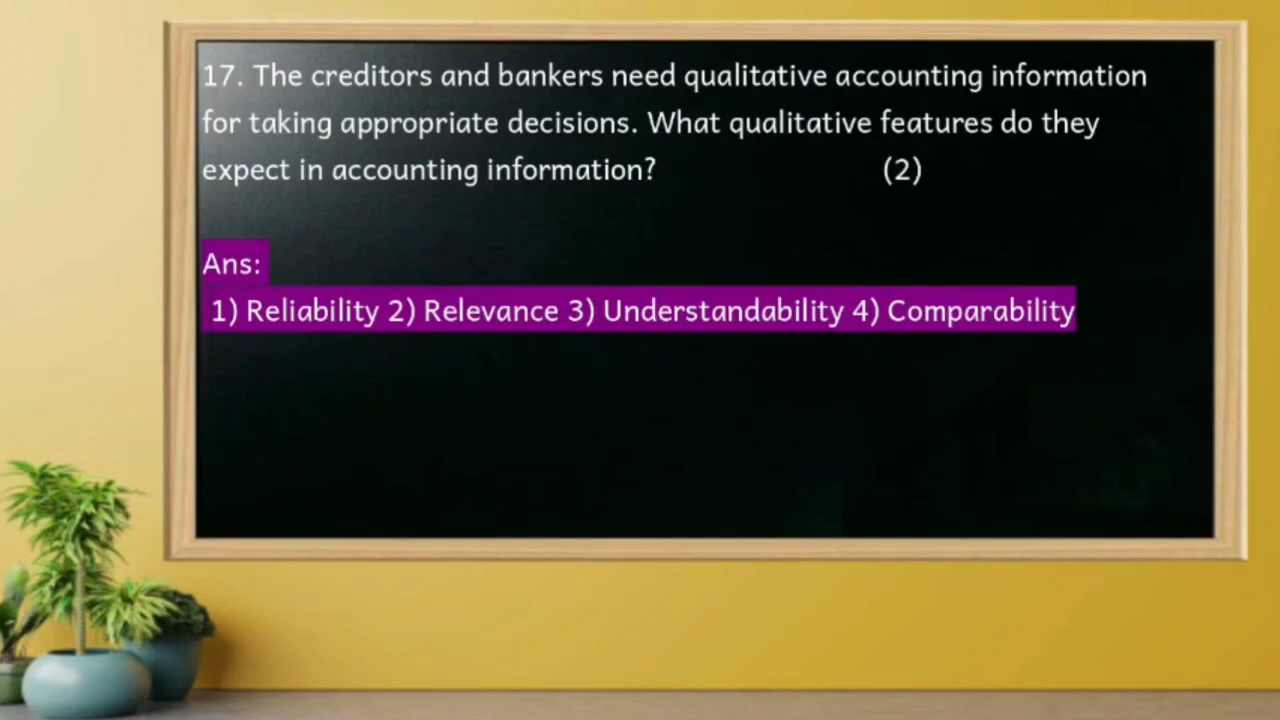 17. The creditors and bankers need qualitative accounting information
for taking appropriate decisions. What qualitative features do they
expect in accounting information? (2)
Ans:
1) Reliability 2) Relevance 3) Understandability 4) Comparability